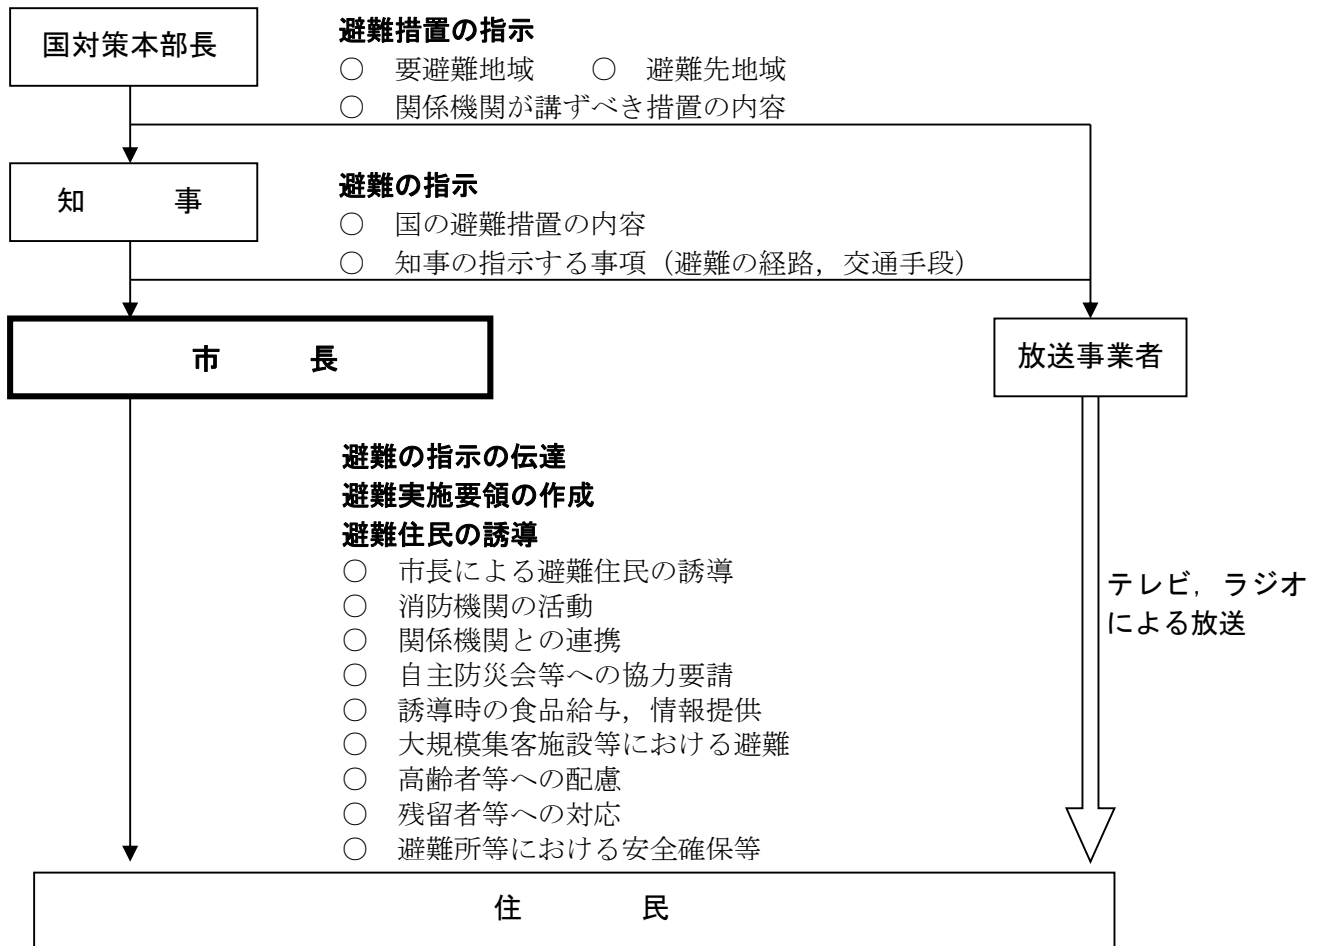 国対策本部長
避難措置の指示
○ 要避難地域 ○ 避難先地域
○ 関係機関が講ずべき措置の内容
知 事
避難の指示
○ 国の避難措置の内容
○ 知事の指示する事項（避難の経路，交通手段）
市 長
放送事業者
避難の指示の伝達
避難実施要領の作成
避難住民の誘導
○ 市長による避難住民の誘導
○ 消防機関の活動
○ 関係機関との連携
○ 自主防災会等への協力要請
○ 誘導時の食品給与，情報提供
○ 大規模集客施設等における避難
○ 高齢者等への配慮
○ 残留者等への対応
○ 避難所等における安全確保等
テレビ，ラジオ
による放送
住 民